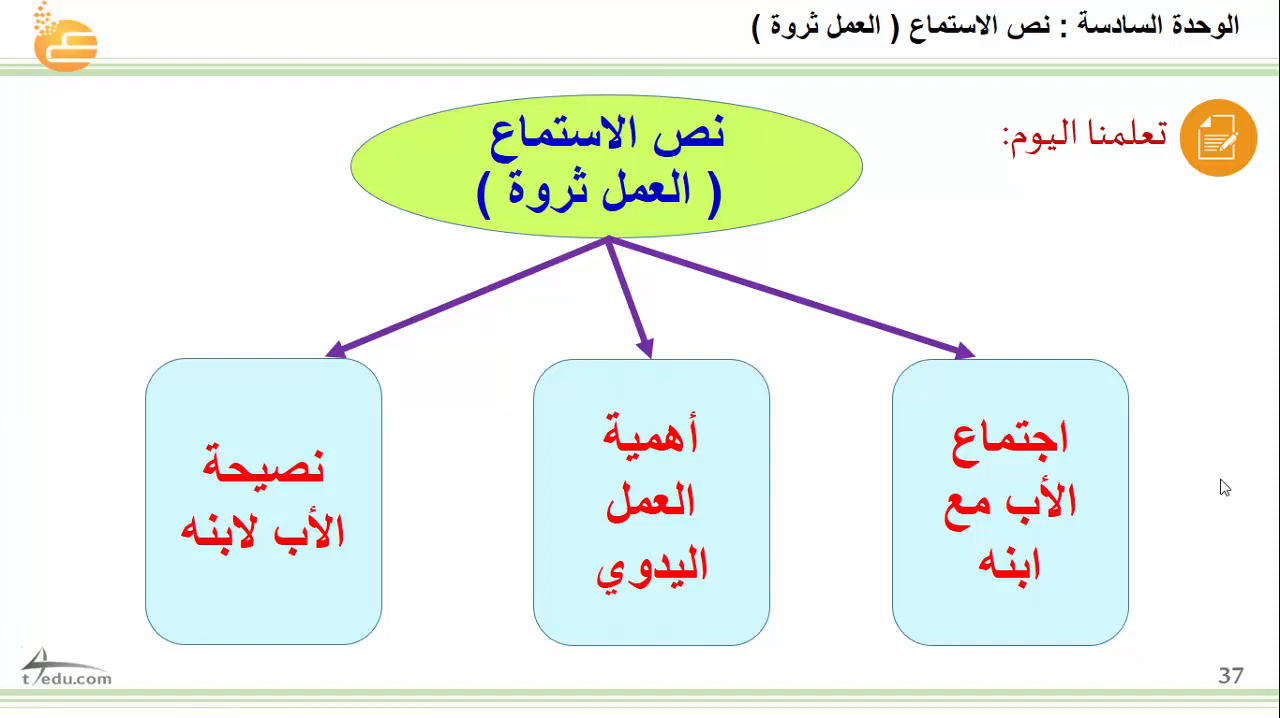 الوحدة السادسة : نص الاستماع ( العمل ثروة )
تعلمنا اليوم:
نص الاستماع
( العمل ثروة )
اجتماع
الأب مع
ابنه
أهمية
العمل
اليدوي
نصيحة
الأب لابنه
t4edu.com
37